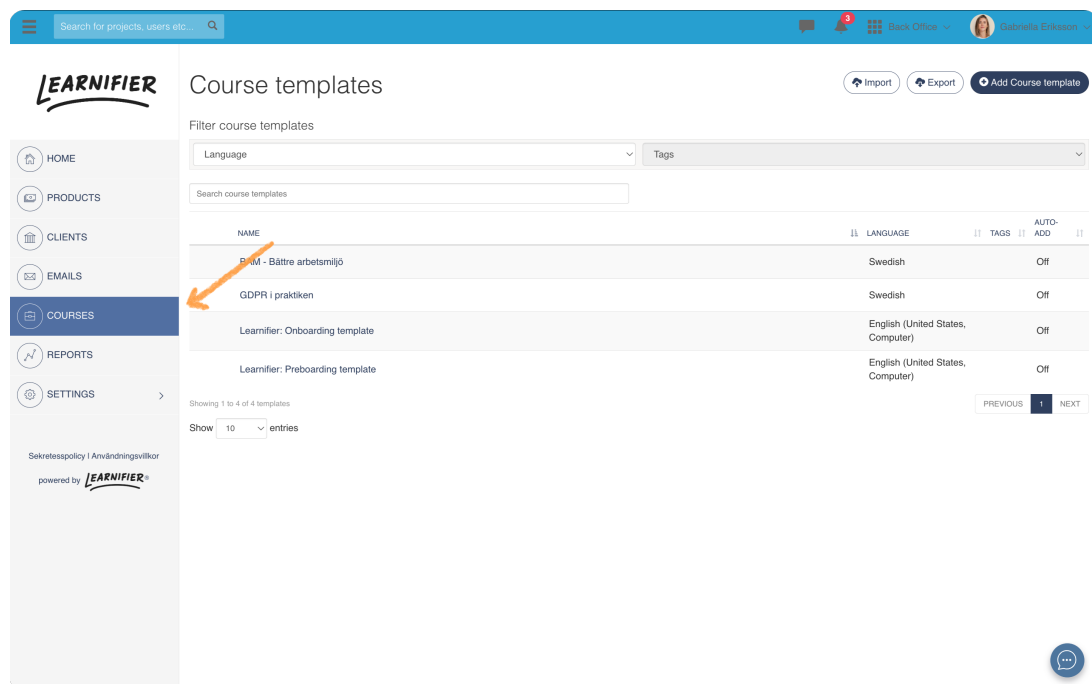 Search for projects, users etc...
3
Back Office
Gabriella Eriksson
LEARNIFIER
Course templates
Import
Export
Add Course template
Filter course templates
Language
Tags
Search course templates
HOME
PRODUCTS
CLIENTS
EMAILS
COURSES
REPORTS
SETTINGS
NAME LANGUAGE TAGS AUTO-ADD
BAM - Bättre arbetsmiljö Swedish Off
GDPR i praktiken Swedish Off
Learnifier: Onboarding template English (United States, Computer) Off
Learnifier: Preboarding template English (United States, Computer) Off
Showing 1 to 4 of 4 templates
PREVIOUS 1 NEXT
Show 10 entries
Sekretesspolicy | Användningsvillkor
powered by LEARNIFIER®